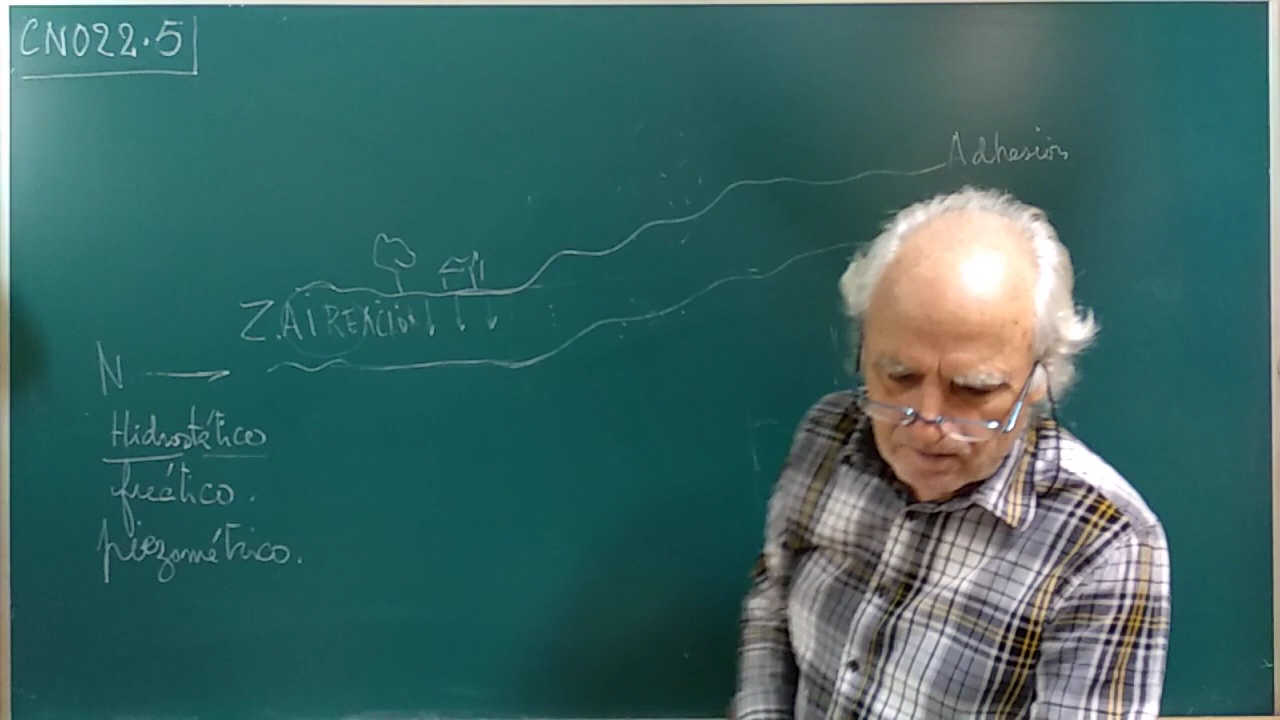 CN022.5
Adhesión
Z.AIREACIÓN
N
Hidrostático
freático.
piezométrico.